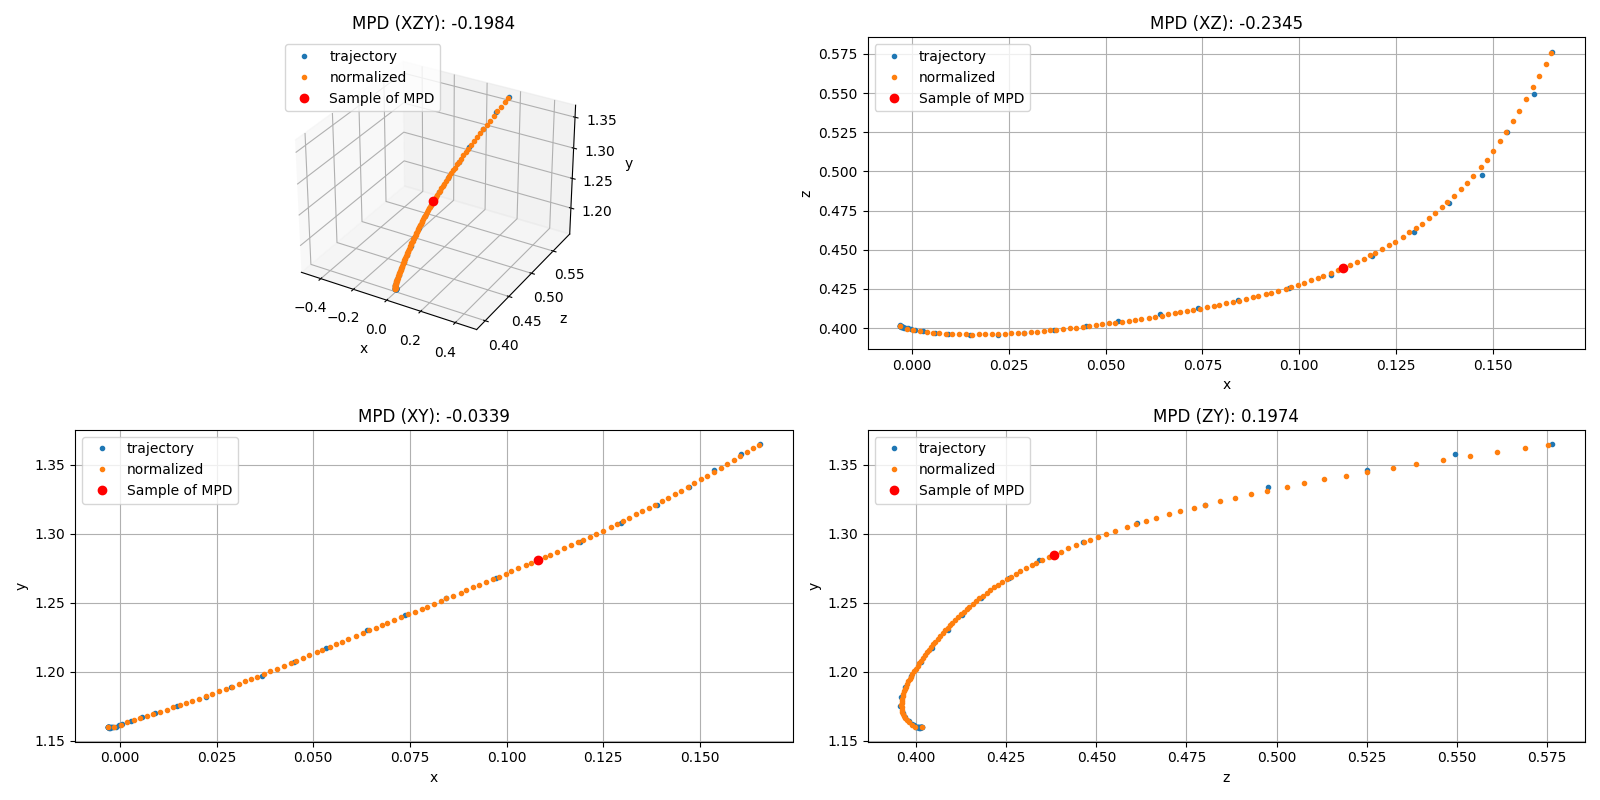 MPD (XZY): -0.1984
trajectory
normalized
Sample of MPD
1.35
1.30
1.25
1.20
y
0.55
0.50
0.45
0.40
z
−0.4
−0.2
0.0
0.2
0.4
x
MPD (XZ): -0.2345
trajectory
normalized
Sample of MPD
0.575
0.550
0.525
0.500
0.475
0.450
0.425
0.400
z
0.000 0.025 0.050 0.075 0.100 0.125 0.150
x
MPD (XY): -0.0339
trajectory
normalized
Sample of MPD
1.35
1.30
1.25
1.20
1.15
y
0.000 0.025 0.050 0.075 0.100 0.125 0.150
x
MPD (ZY): 0.1974
trajectory
normalized
Sample of MPD
1.35
1.30
1.25
1.20
1.15
y
0.400 0.425 0.450 0.475 0.500 0.525 0.550 0.575
z